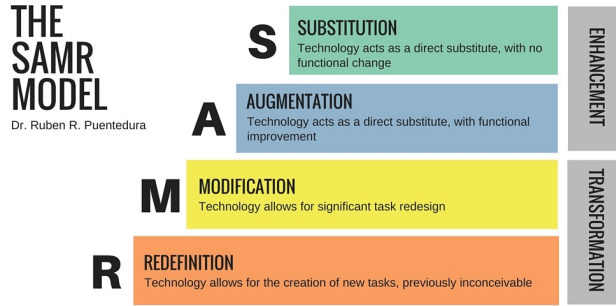 THE
SAMR
MODEL
Dr. Ruben R. Puentedura
S
SUBSTITUTION
Technology acts as a direct substitute, with no
functional change
A
AUGMENTATION
Technology acts as a direct substitute, with functional
improvement
ENHANCEMENT
M
MODIFICATION
Technology allows for significant task redesign
R
REDEFINITION
Technology allows for the creation of new tasks, previously inconceivable
TRANSFORMATION